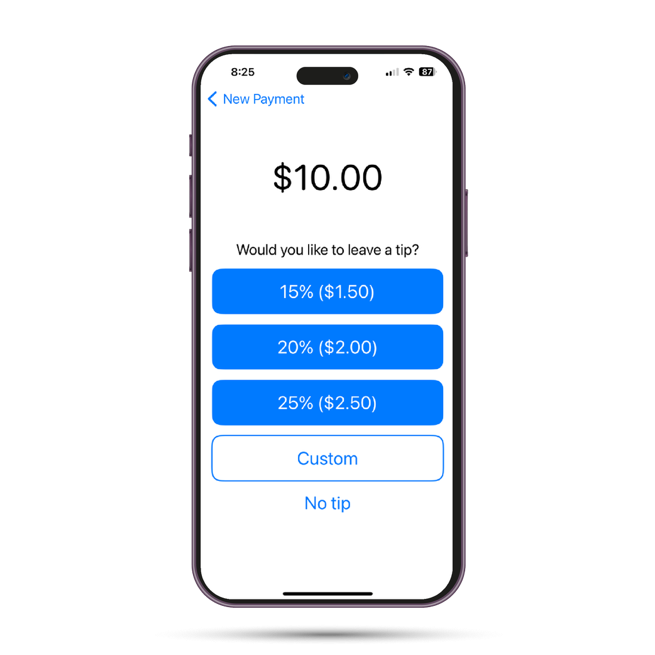 8:25
87
New Payment
$10.00
Would you like to leave a tip?
15% ($1.50)
20% ($2.00)
25% ($2.50)
Custom
No tip